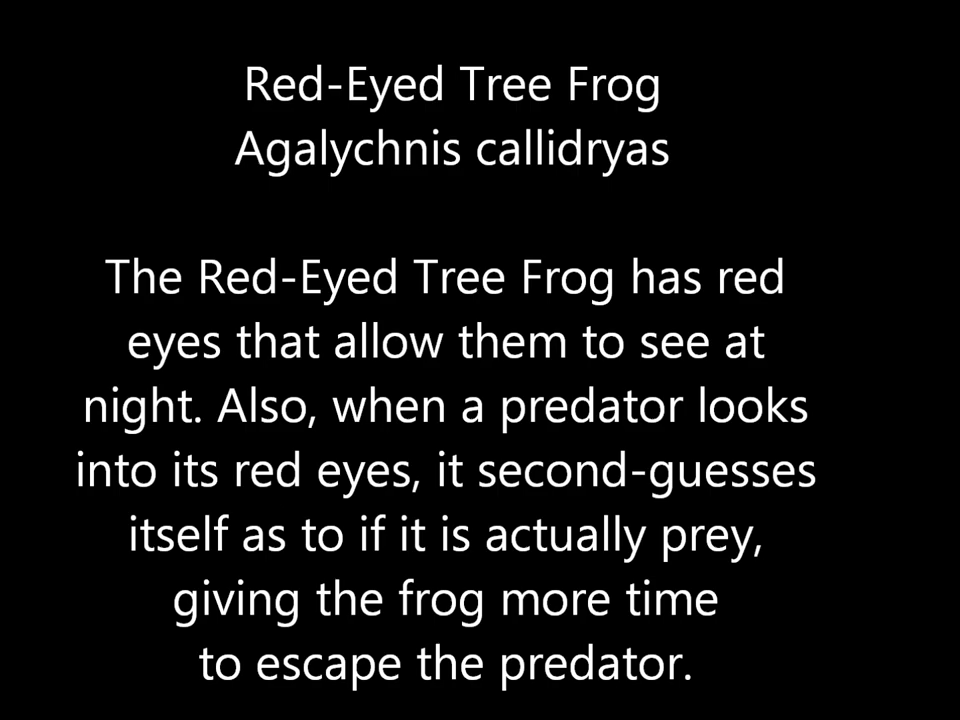 Red-Eyed Tree Frog
Agalychnis callidryas
The Red-Eyed Tree Frog has red
eyes that allow them to see at
night. Also, when a predator looks
into its red eyes, it second-guesses
itself as to if it is actually prey,
giving the frog more time
to escape the predator.